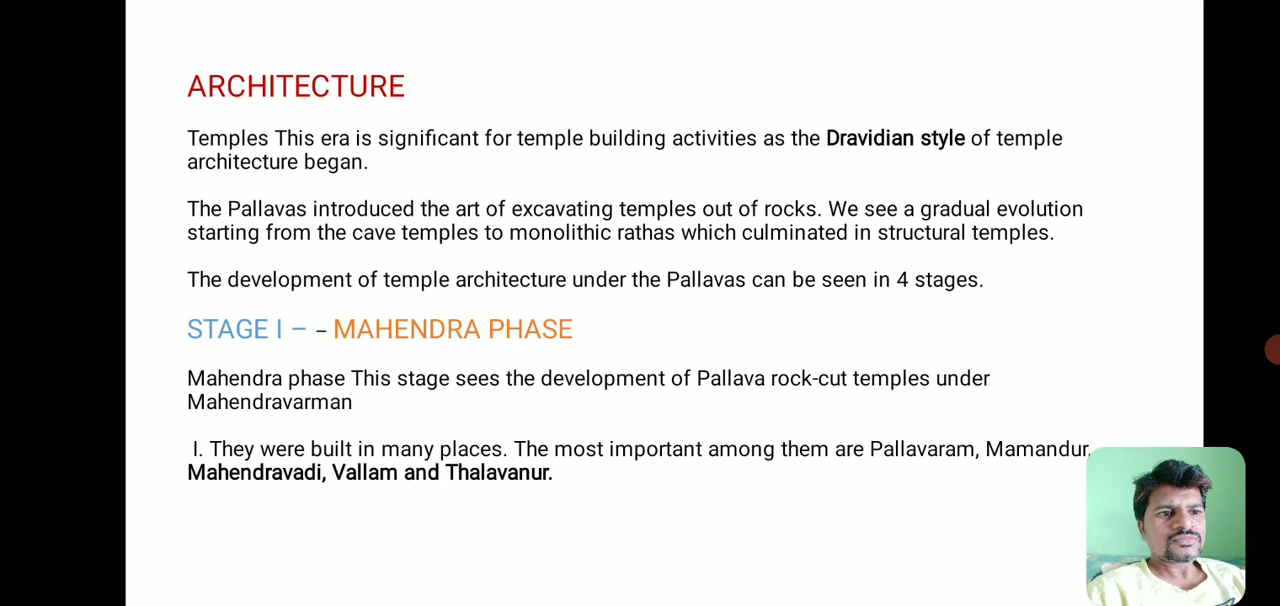 ARCHITECTURE
Temples This era is significant for temple building activities as the Dravidian style of temple
architecture began.
The Pallavas introduced the art of excavating temples out of rocks. We see a gradual evolution
starting from the cave temples to monolithic rathas which culminated in structural temples.
The development of temple architecture under the Pallavas can be seen in 4 stages.
STAGE I – – MAHENDRA PHASE
Mahendra phase This stage sees the development of Pallava rock-cut temples under
Mahendravarman
I. They were built in many places. The most important among them are Pallavaram, Mamandur,
Mahendravadi, Vallam and Thalavanur.